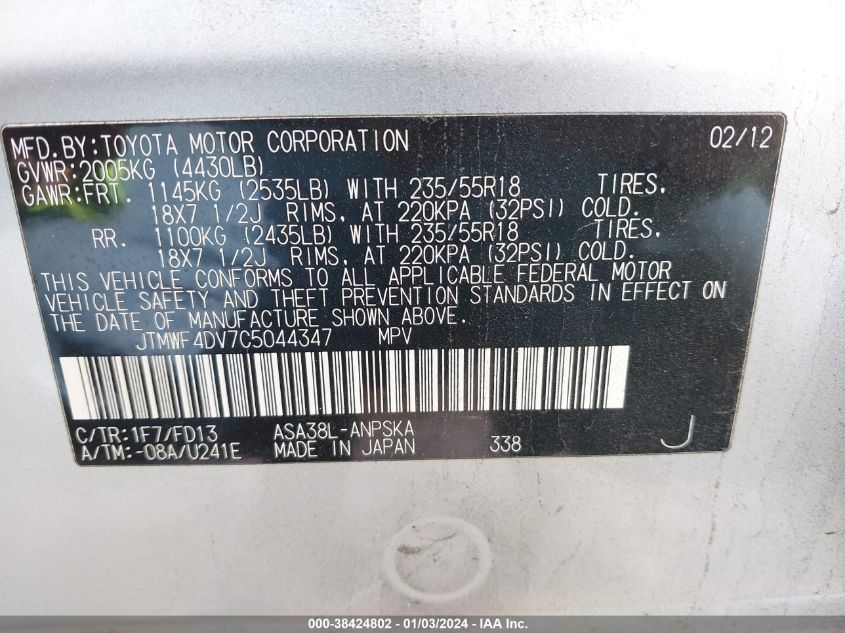 MFD.BY:TOYOTA MOTOR CORPORATION 02/12
GVWR:2005KG (4430LB)
GAWR:FRT. 1145KG (2535LB) WITH 235/55R18 TIRES,
18X7 1/2J RIMS, AT 220KPA (32PSI) COLD.
RR. 1100KG (2435LB) WITH 235/55R18 TIRES,
18X7 1/2J RIMS, AT 220KPA (32PSI) COLD.
THIS VEHICLE CONFORMS TO ALL APPLICABLE FEDERAL MOTOR
VEHICLE SAFETY AND THEFT PREVENTION STANDARDS IN EFFECT ON
THE DATE OF MANUFACTURE SHOWN ABOVE.
JTMWF4DV7C5044347 MPV
C/TR:1F7/FD13 ASA38L-ANPSKA
A/TM:-08A/U241E MADE IN JAPAN 338 J
000-38424802 - 01/03/2024 - IAA Inc.